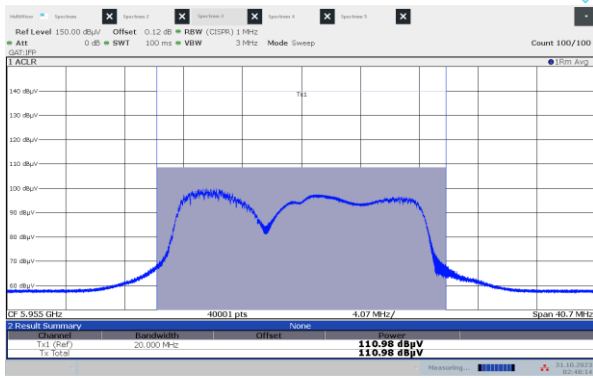 MultiView Spectrum Spectrum 2 Spectrum 3 Spectrum 4 Spectrum 5
Ref Level 150.00 dBµV Offset 0.12 dB RBW (CISPR) 1 MHz
Att 0 dB SWT 100 ms VBW 3 MHz Mode Sweep Count 100/100
GAT:IFP
1 ACLR 1Rm Avg
140 dBµV
Tx1
130 dBµV
120 dBµV
110 dBµV
100 dBµV
90 dBµV
80 dBµV
70 dBµV
60 dBµV
CF 5.955 GHz 40001 pts 4.07 MHz/ Span 40.7 MHz
2 Result Summary None
Channel Bandwidth Offset Power
Tx1 (Ref) 20.000 MHz 110.98 dBµV
Tx Total 110.98 dBµV
Measuring... 31.10.2023
02:48:14